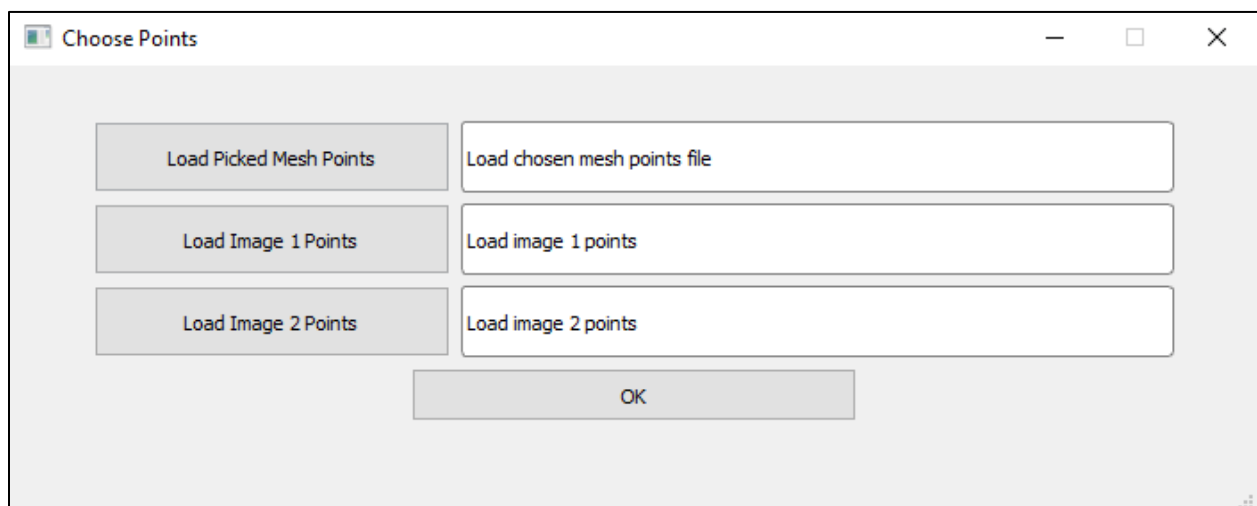 Choose Points
Load Picked Mesh Points
Load chosen mesh points file
Load Image 1 Points
Load image 1 points
Load Image 2 Points
Load image 2 points
OK